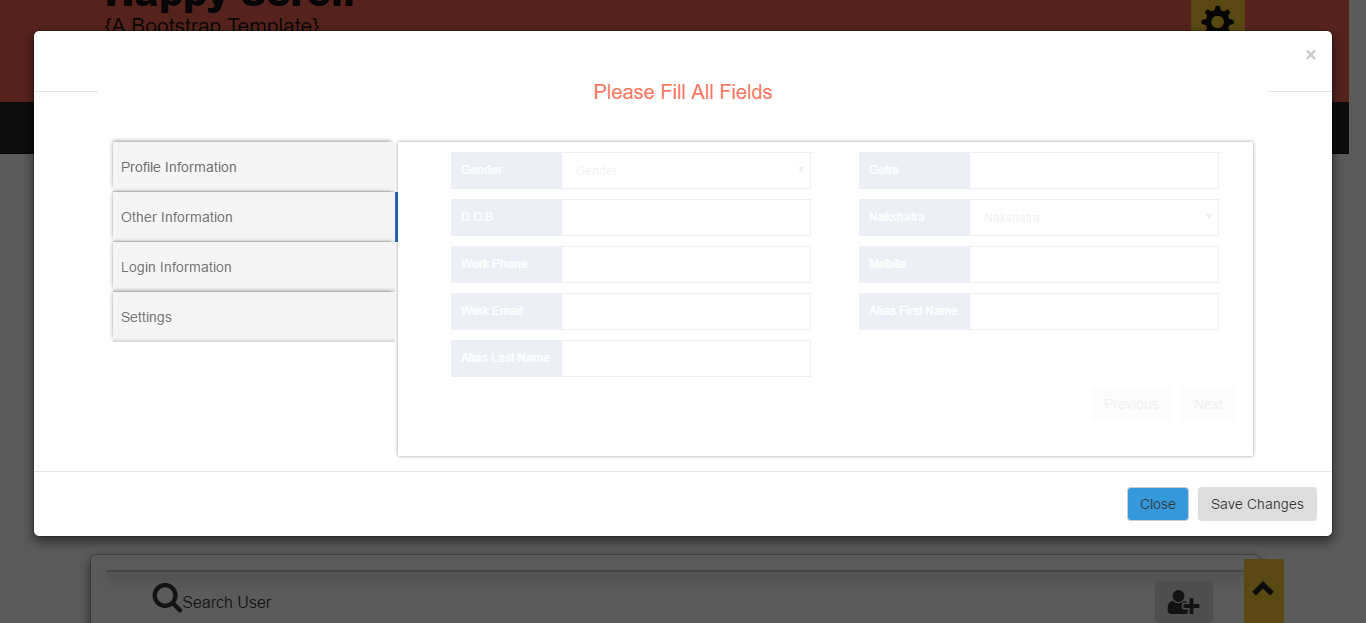 Happy Scroll
{A Bootstrap Template}
×
Please Fill All Fields
Profile Information
Other Information
Login Information
Settings
Gender Gender Gotra
D.O.B Nakshatra Nakshatra
Work Phone Mobile
Work Email Alias First Name
Alias Last Name
Previous Next
Close Save Changes
Search User